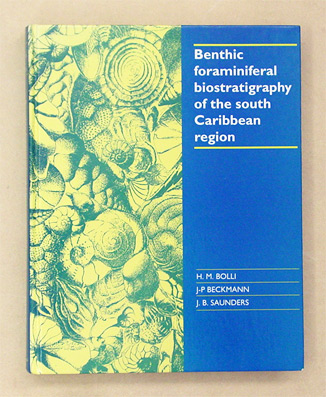 Benthic
foraminiferal
biostratigraphy
of the south
Caribbean
region
H. M. BOLLI
J-P BECKMANN
J. B. SAUNDERS